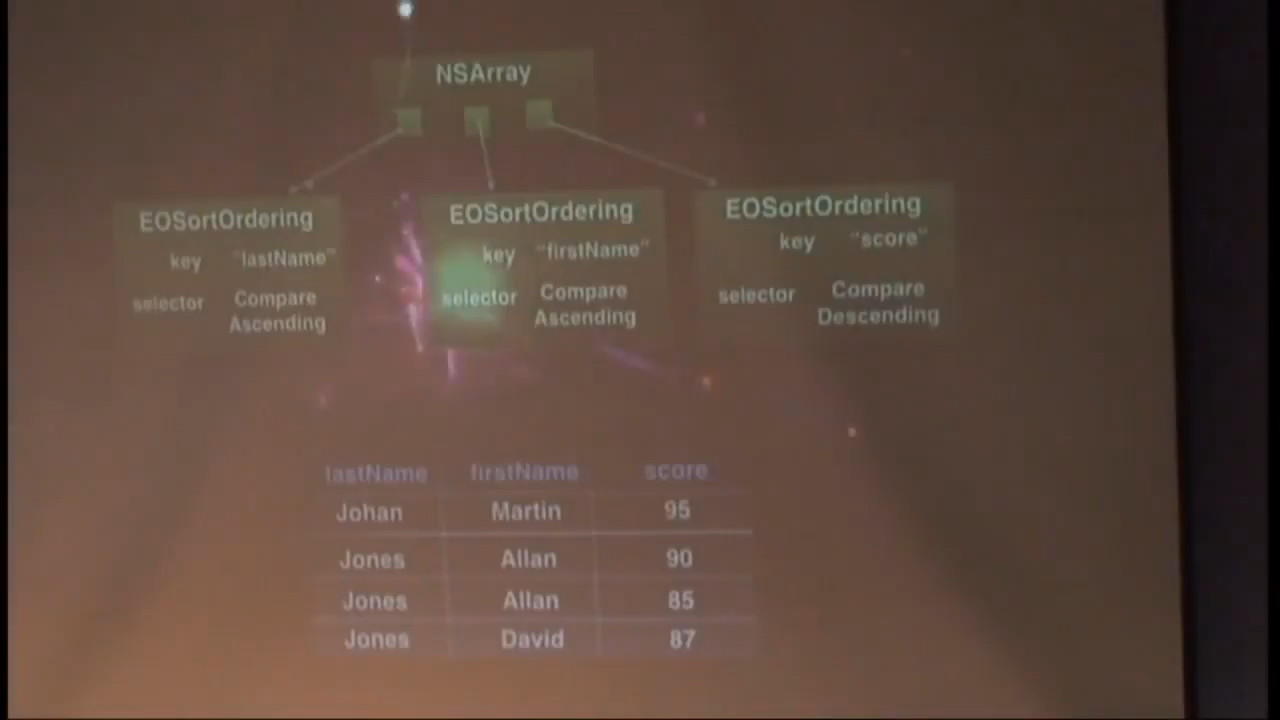 NSArray
EOSortOrdering
key "lastName"
selector Compare Ascending
EOSortOrdering
key "firstName"
selector Compare Ascending
EOSortOrdering
key "score"
selector Compare Descending
lastName firstName score
Johan Martin 95
Jones Allan 90
Jones Allan 85
Jones David 87